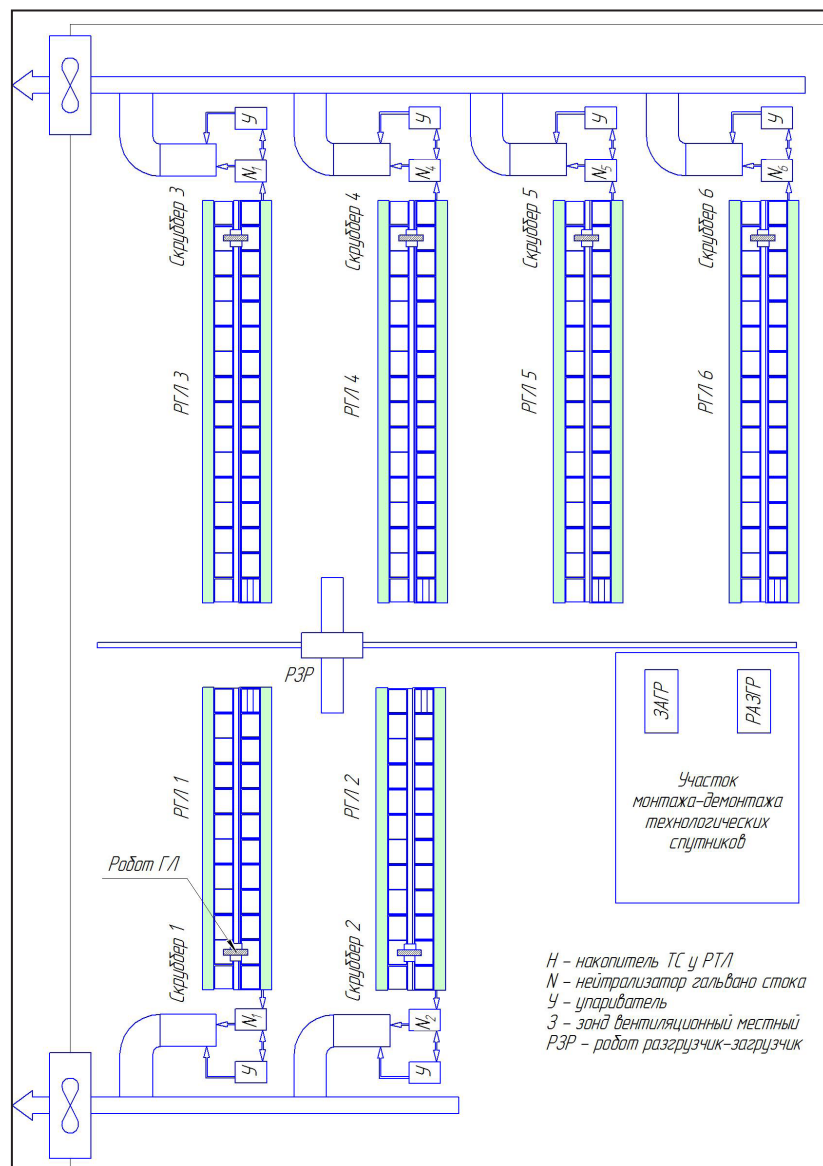 У
У
У
У
N1
N4
N5
N6
Скруббер 3
Скруббер 4
Скруббер 5
Скруббер 6
РГЛ 3
РГЛ 4
РГЛ 5
РГЛ 6
РЗР
ЗАГР
РАЗГР
Участок
монтажа-демонтажа
технологических
спутников
РГЛ 1
РГЛ 2
Робот ГЛ
Скруббер 1
Скруббер 2
N1
N2
У
У
Н - накопитель ТС у РТЛ
N - нейтрализатор гальвано стока
У - упариватель
З - зонд вентиляционный местный
РЗР - робот разгрузчик-загрузчик